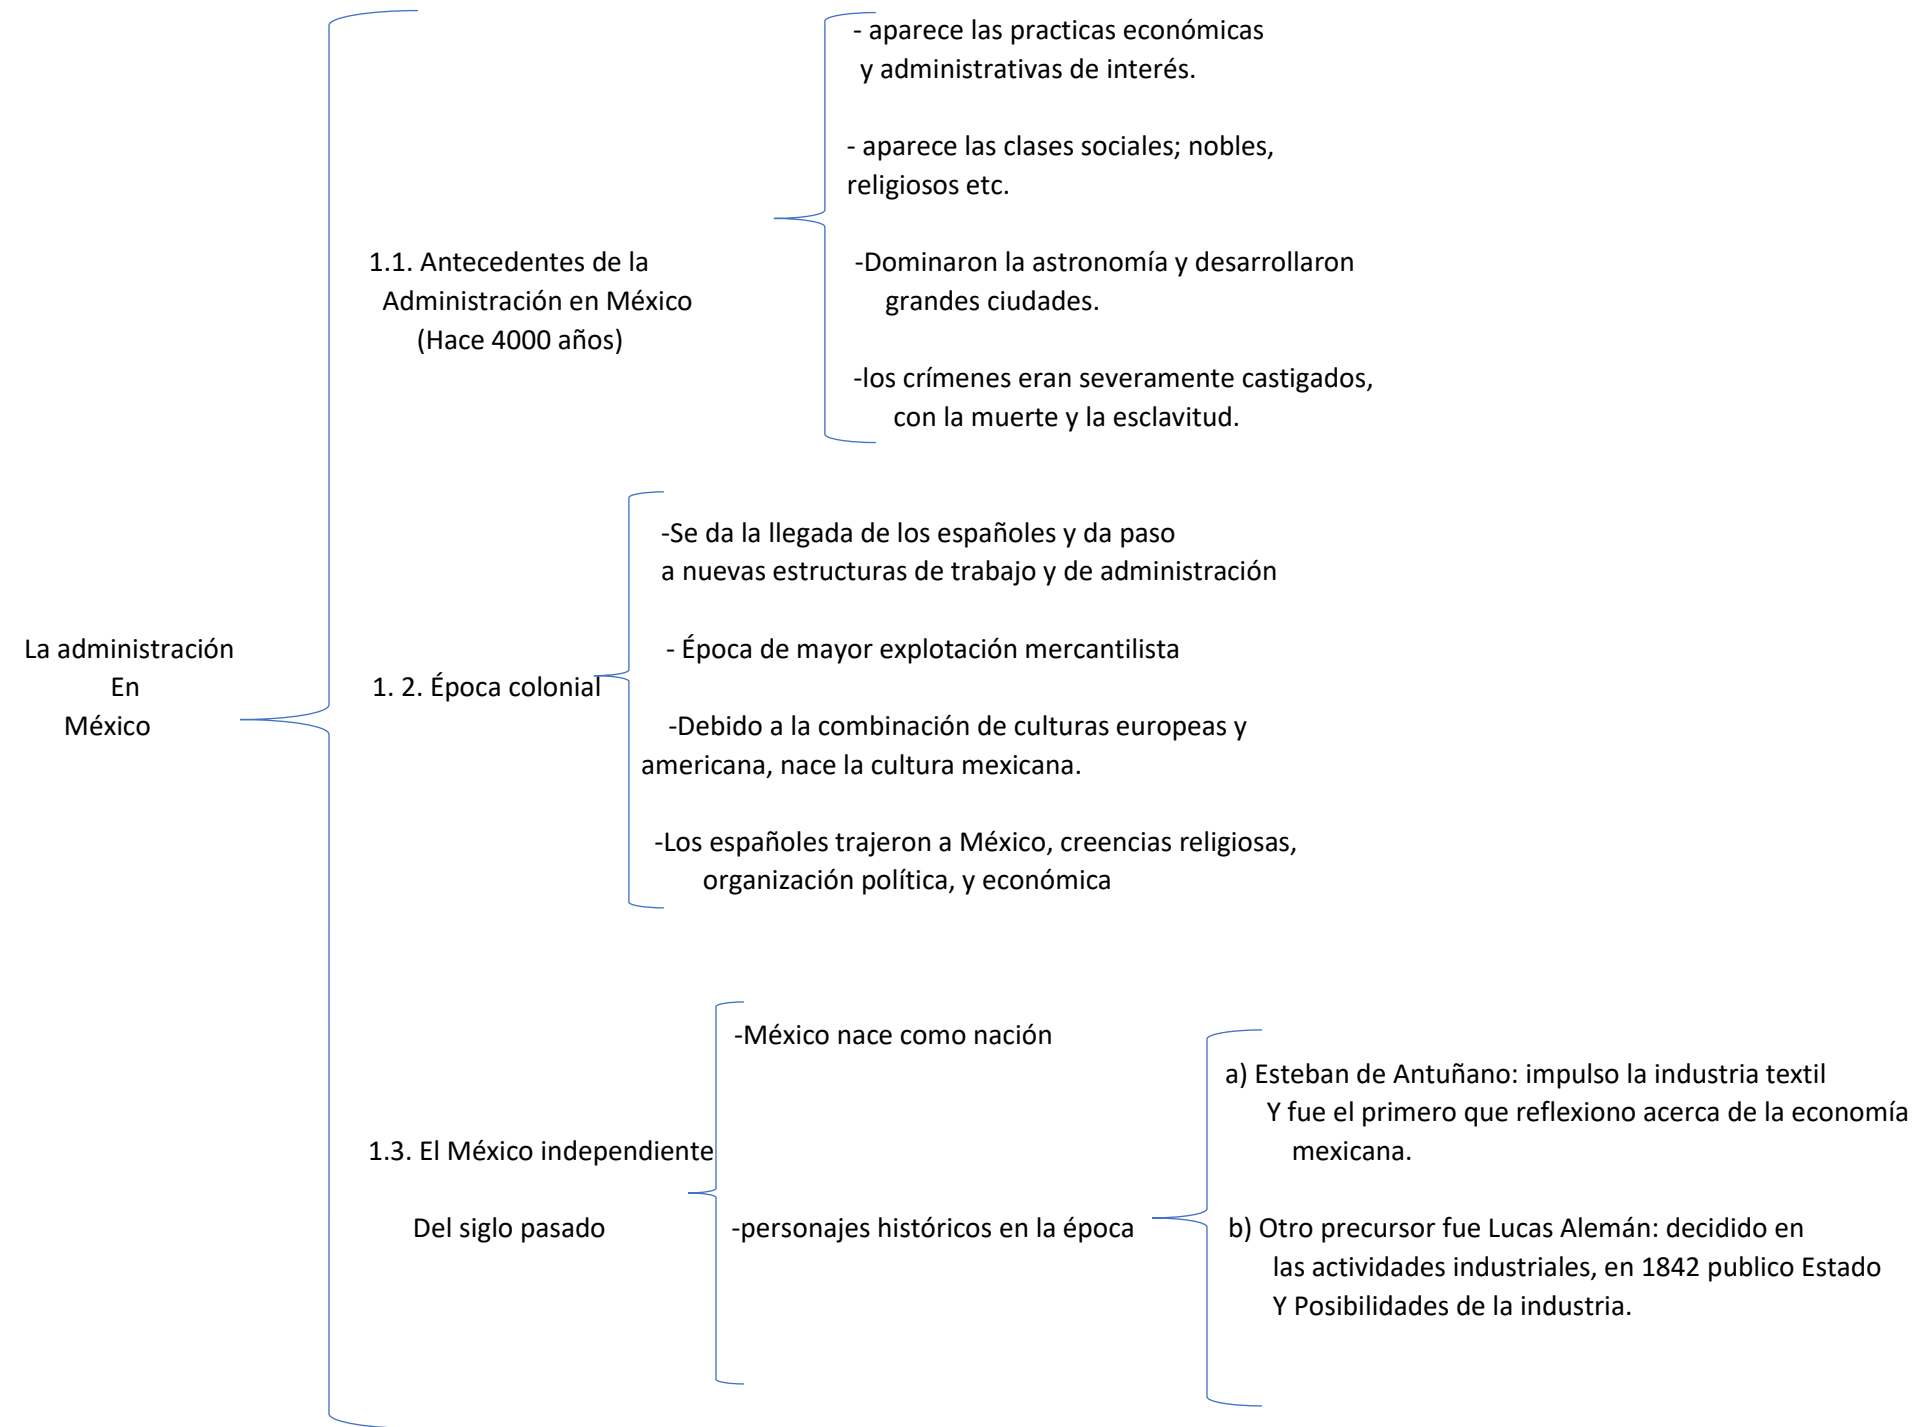 La administración
En
México
1.1. Antecedentes de la
Administración en México
(Hace 4000 años)
- aparece las practicas económicas
y administrativas de interés.
- aparece las clases sociales; nobles,
religiosos etc.
-Dominaron la astronomía y desarrollaron
grandes ciudades.
-los crímenes eran severamente castigados,
con la muerte y la esclavitud.
1. 2. Época colonial
-Se da la llegada de los españoles y da paso
a nuevas estructuras de trabajo y de administración
- Época de mayor explotación mercantilista
-Debido a la combinación de culturas europeas y
americana, nace la cultura mexicana.
-Los españoles trajeron a México, creencias religiosas,
organización política, y económica
1.3. El México independiente
Del siglo pasado
-México nace como nación
-personajes históricos en la época
a) Esteban de Antuñano: impulso la industria textil
Y fue el primero que reflexiono acerca de la economía
mexicana.
b) Otro precursor fue Lucas Alemán: decidido en
las actividades industriales, en 1842 publico Estado
Y Posibilidades de la industria.